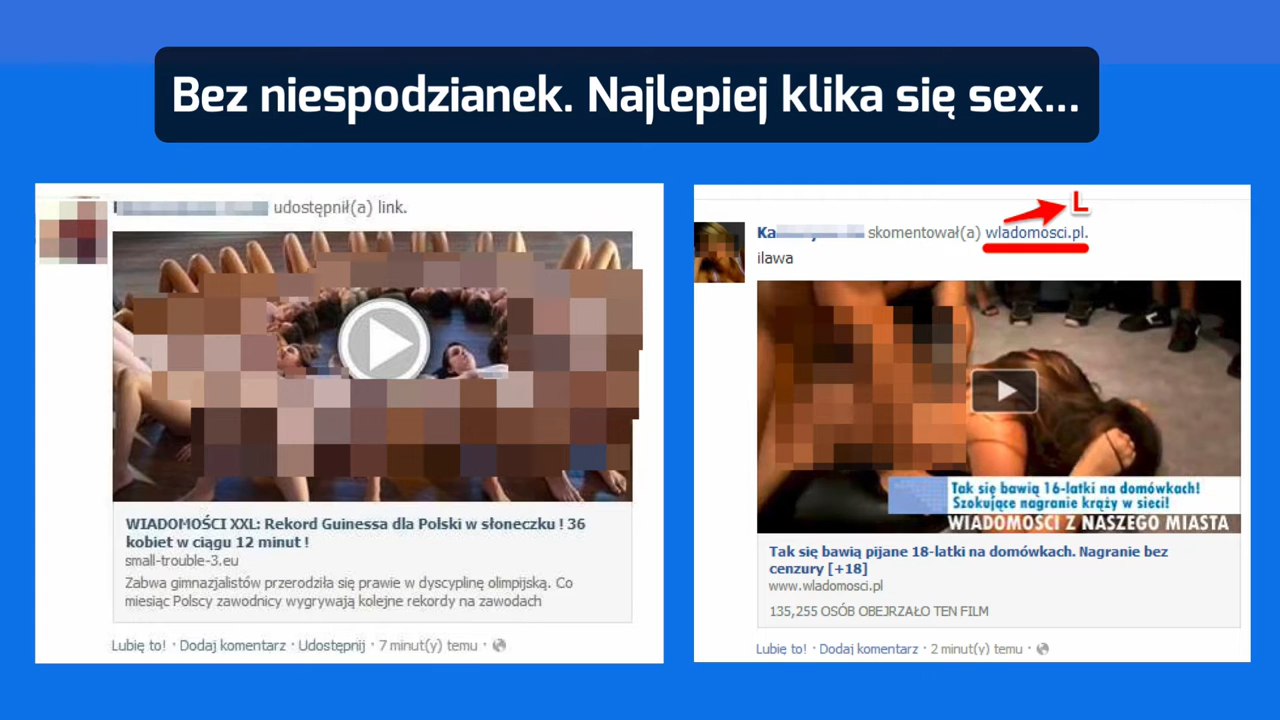 Bez niespodzianek. Najlepiej klika się sex...
udostępnił(a) link.
WIADOMOŚCI XXL: Rekord Guinessa dla Polski w słoneczku ! 36
kobiet w ciągu 12 minut !
small-trouble-3.eu
Zabwa gimnazjalistów przerodziła się prawie w dyscyplinę olimpijską. Co
miesiąc Polscy zawodnicy wygrywają kolejne rekordy na zawodach
Lubię to! · Dodaj komentarz · Udostępnij · 7 minut(y) temu ·
L
Ka skomentował(a) wladomosci.pl.
ilawa
Tak się bawią 16-latki na domówkach!
Szokujące nagranie krąży w sieci!
WIADOMOSCI Z NASZEGO MIASTA
Tak się bawią pijane 18-latki na domówkach. Nagranie bez
cenzury [+18]
www.wladomosci.pl
135,255 OSÓB OBEJRZAŁO TEN FILM
Lubię to! · Dodaj komentarz · 2 minut(y) temu ·